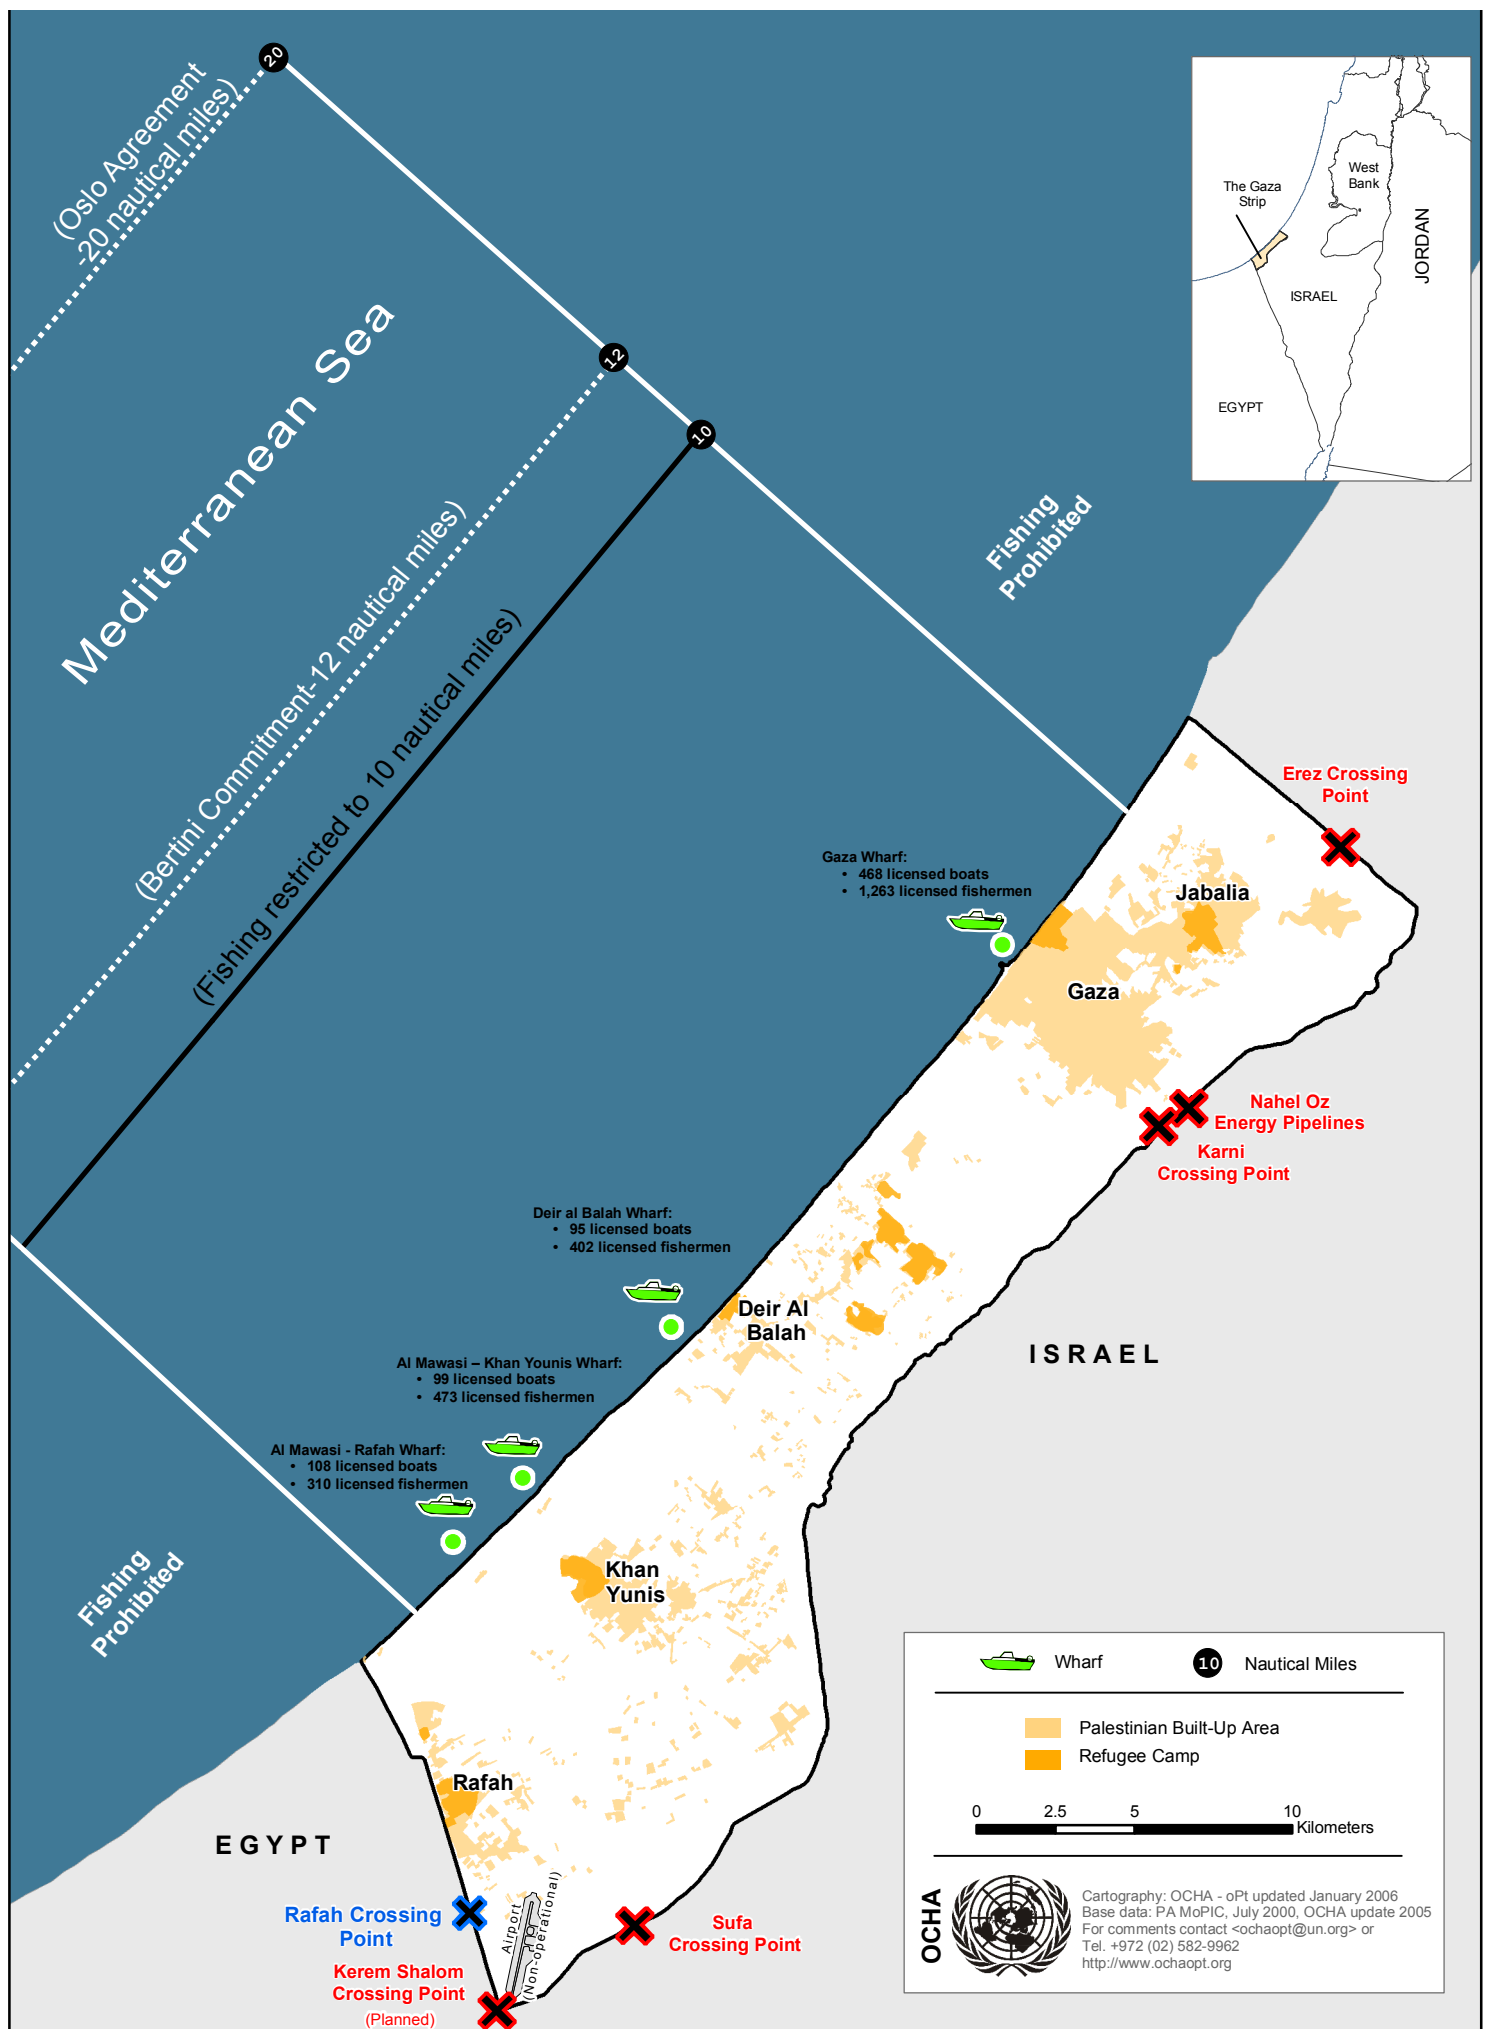 20
(Oslo Agreement
-20 nautical miles)
Mediterranean Sea
12
(Bertini Commitment-12 nautical miles)
10
(Fishing restricted to 10 nautical miles)
Fishing
Prohibited
The Gaza
Strip
West
Bank
JORDAN
ISRAEL
EGYPT
Erez Crossing
Point
Gaza Wharf:
• 468 licensed boats
• 1,263 licensed fishermen
Jabalia
Gaza
Nahel Oz
Energy Pipelines
Karni
Crossing Point
Deir al Balah Wharf:
• 95 licensed boats
• 402 licensed fishermen
Deir Al
Balah
ISRAEL
Al Mawasi – Khan Younis Wharf:
• 99 licensed boats
• 473 licensed fishermen
Al Mawasi - Rafah Wharf:
• 108 licensed boats
• 310 licensed fishermen
Fishing
Prohibited
Khan
Yunis
Rafah
EGYPT
Rafah Crossing
Point
Airport
(Non-operational)
Sufa
Crossing Point
Kerem Shalom
Crossing Point
(Planned)
Wharf
10 Nautical Miles
Palestinian Built-Up Area
Refugee Camp
0 2.5 5 10
Kilometers
OCHA
Cartography: OCHA - oPt updated January 2006
Base data: PA MoPIC, July 2000, OCHA update 2005
For comments contact <ochaopt@un.org> or
Tel. +972 (02) 582-9962
http://www.ochaopt.org